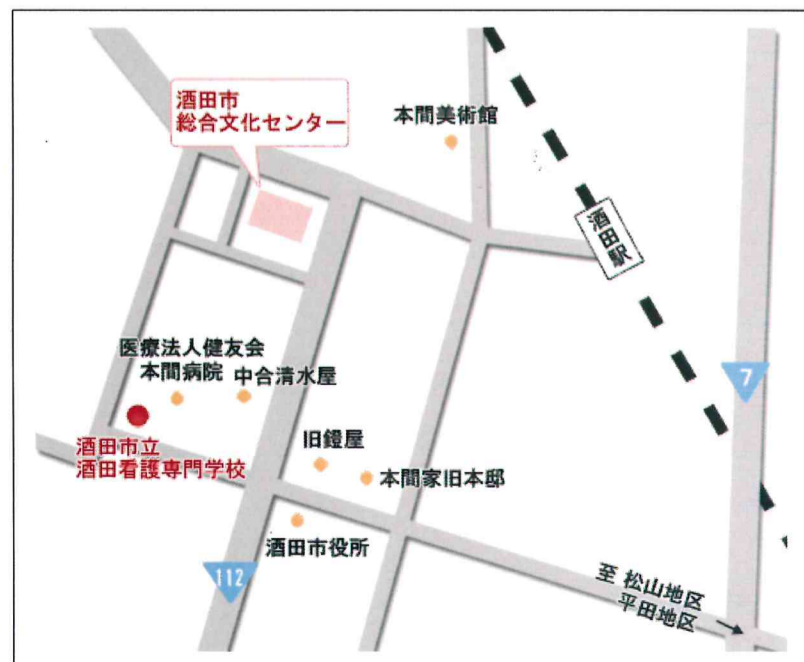 酒田市
総合文化センター
本間美術館
酒田駅
医療法人健友会
本間病院
中合清水屋
7
酒田市立
酒田看護専門学校
旧鐙屋
本間家旧本邸
酒田市役所
112
至 松山地区
平田地区